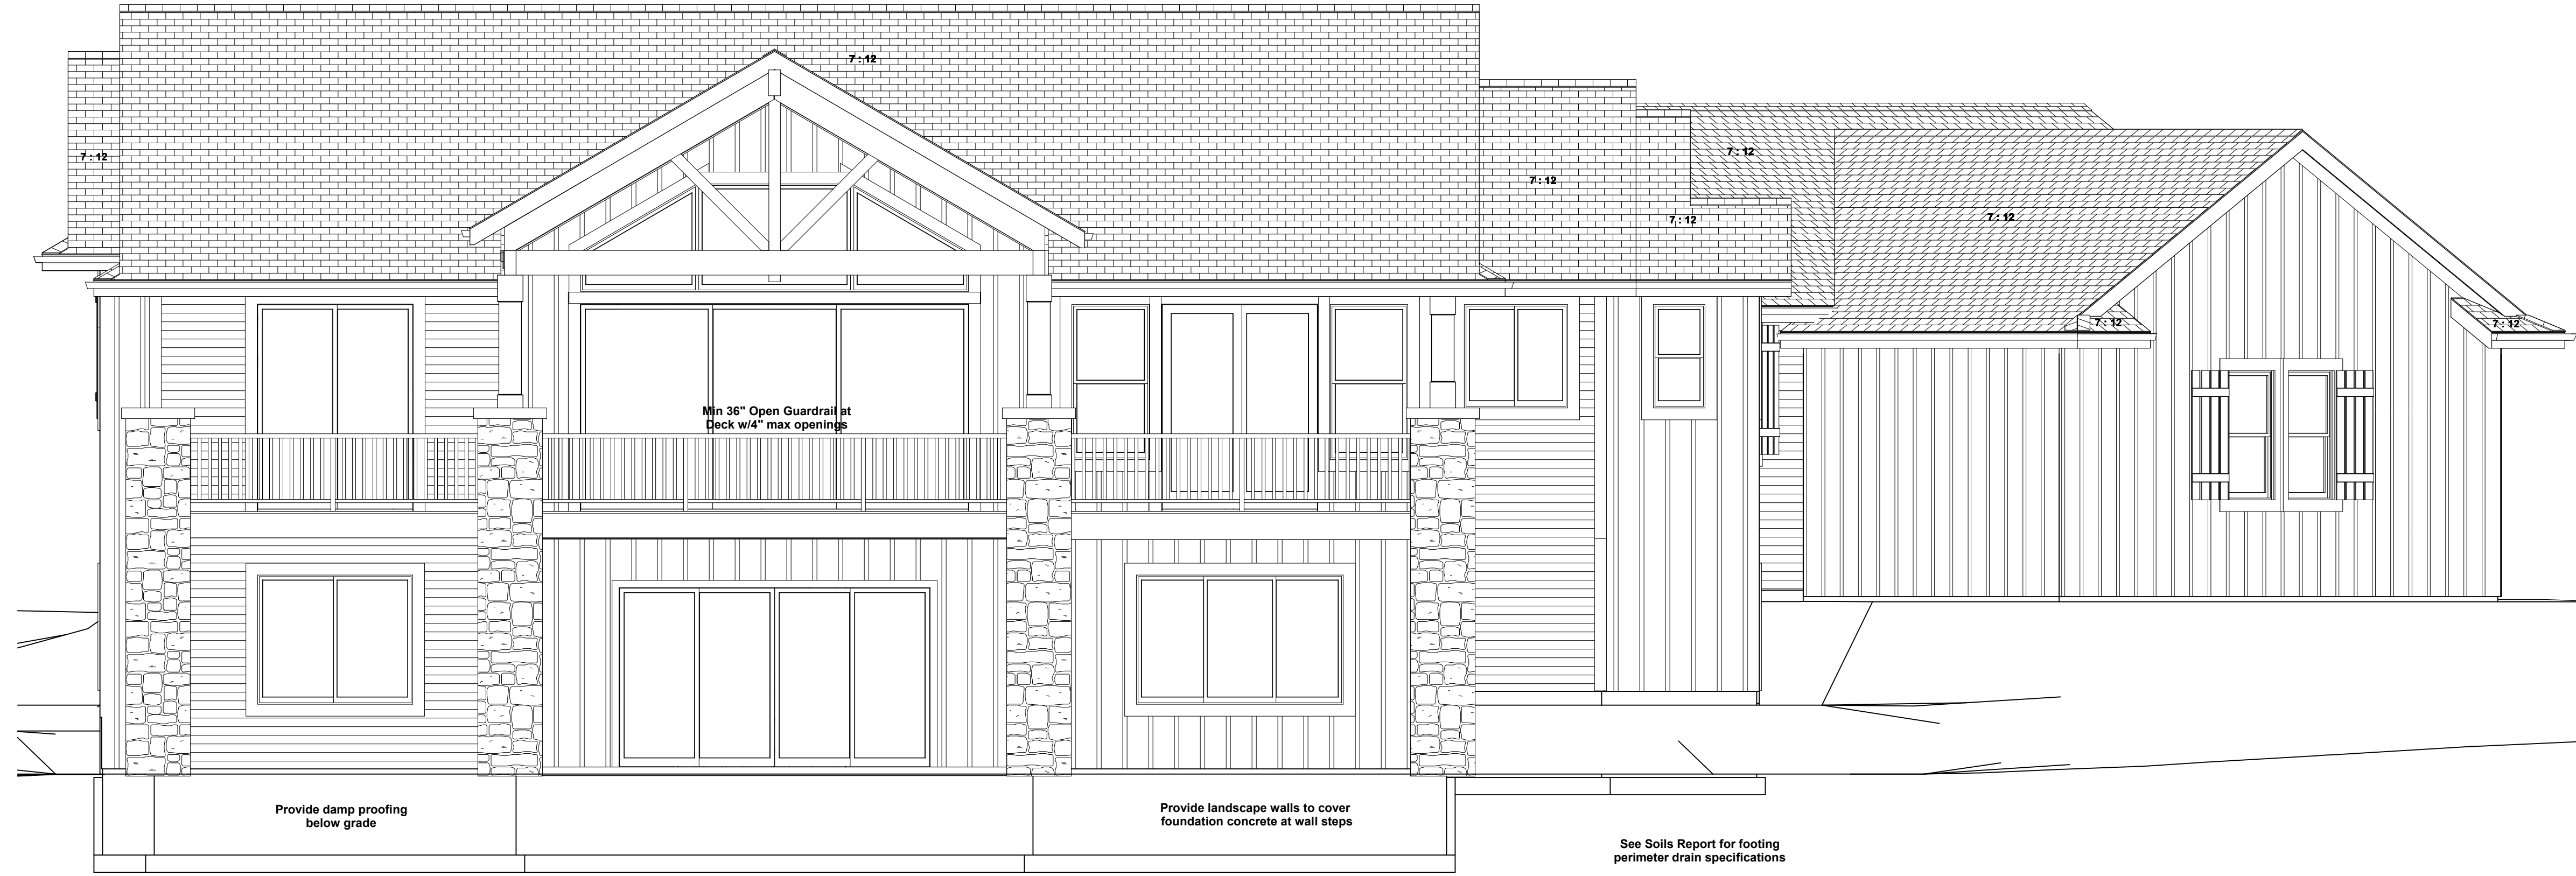 7 : 12
7 : 12
7 : 12
7 : 12
7 : 12
7 : 12
7 : 12
7 : 12
Min 36" Open Guardrail at
Deck w/4" max openings
Provide damp proofing
below grade
Provide landscape walls to cover
foundation concrete at wall steps
See Soils Report for footing
perimeter drain specifications